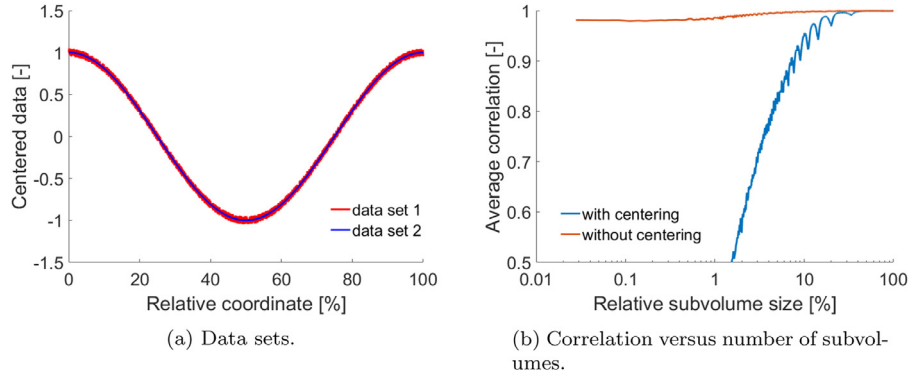 1.5
1
0.5
0
-0.5
-1
-1.5
Centered data [-]
data set 1
data set 2
0 20 40 60 80 100
Relative coordinate [%]
(a) Data sets.
1
0.9
0.8
0.7
0.6
0.5
Average correlation [-]
with centering
without centering
0.01 0.1 1 10 100
Relative subvolume size [%]
(b) Correlation versus number of subvol-
umes.